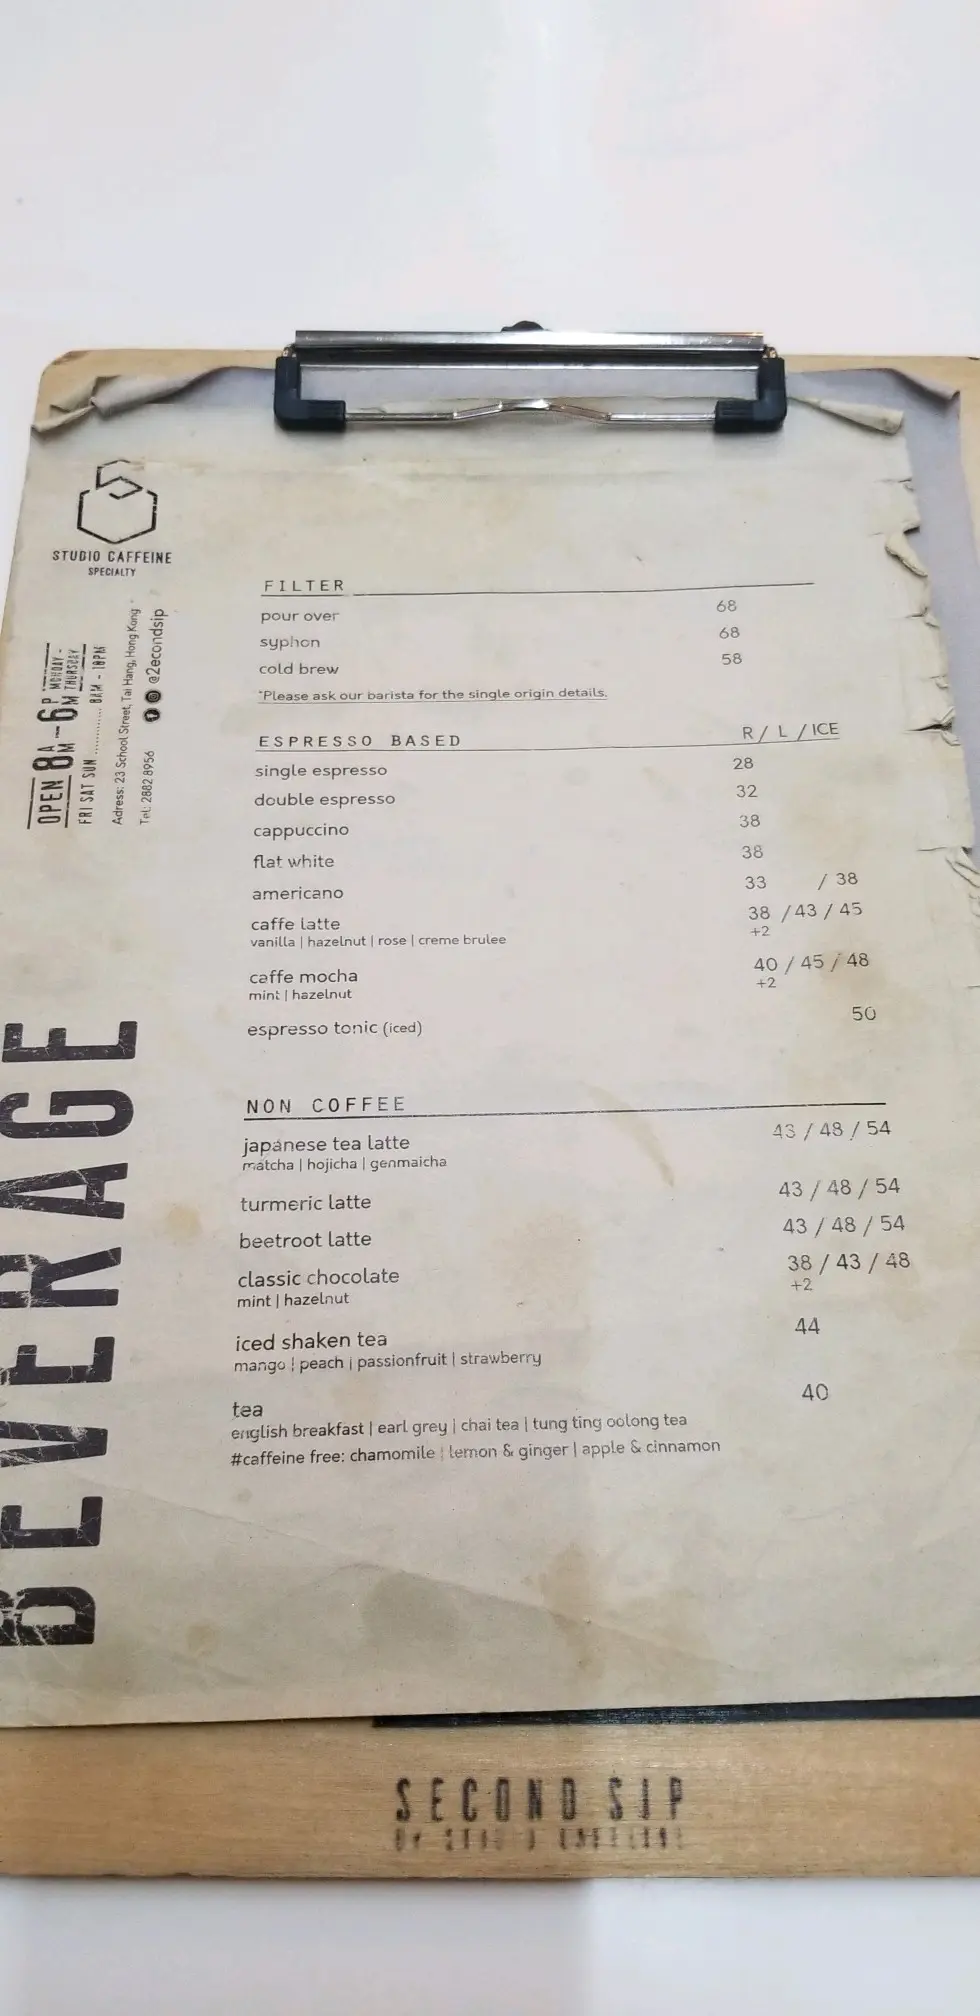 STUDIO CAFFEINE
SPECIALTY
OPEN 8AM-6PM MONDAY - THURSDAY
FRI SAT SUN ............ 8AM - 10PM
Adress: 23 School Street, Tai Hang, Hong Kong
Tel: 2882 8956 @2econdsip
BEVERAGE
FILTER
pour over 68
syphon 68
cold brew 58
*Please ask our barista for the single origin details.
ESPRESSO BASED R / L / ICE
single espresso 28
double espresso 32
cappuccino 38
flat white 38
americano 33 / 38
caffe latte 38 / 43 / 45
vanilla | hazelnut | rose | creme brulee +2
caffe mocha 40 / 45 / 48
mint | hazelnut +2
espresso tonic (iced) 50
NON COFFEE
japanese tea latte 43 / 48 / 54
matcha | hojicha | genmaicha
turmeric latte 43 / 48 / 54
beetroot latte 43 / 48 / 54
classic chocolate 38 / 43 / 48
mint | hazelnut +2
iced shaken tea 44
mango | peach | passionfruit | strawberry
tea 40
english breakfast | earl grey | chai tea | tung ting oolong tea
#caffeine free: chamomile | lemon & ginger | apple & cinnamon
SECOND SIP
BY STUDIO CAFFEINE